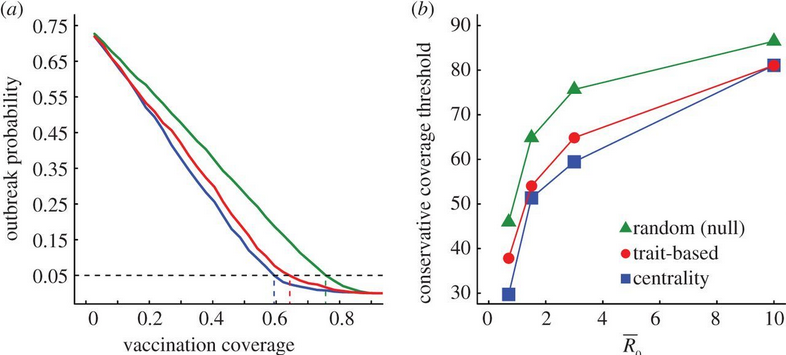 (a)
0.75
0.65
0.55
0.45
0.35
0.25
0.15
0.05
outbreak probability
0 0.2 0.4 0.6 0.8
vaccination coverage
(b)
90
80
70
60
50
40
30
conservative coverage threshold
random (null)
trait-based
centrality
0 2 4 6 8 10
R̅0